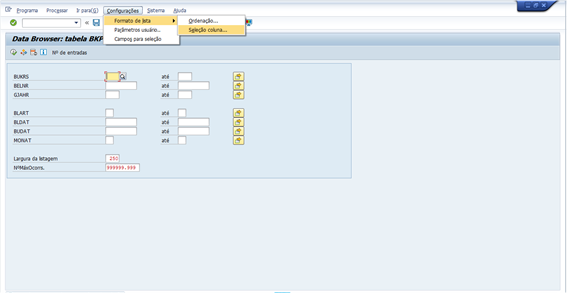 Programa Processar Ir para(G) Configurações Sistema Ajuda
Formato de lista Ordenação...
Parâmetros usuário... Seleção coluna...
Campos para seleção
Data Browser: tabela BKP
Nº de entradas
BUKRS até
BELNR até
GJAHR até
BLART até
BLDAT até
BUDAT até
MONAT até
Largura da listagem 250
NºMáxOcorrs. 999999.999